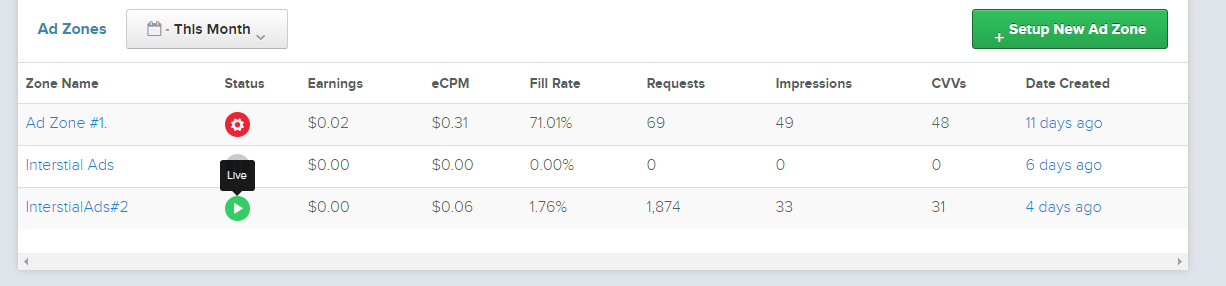 Ad Zones - This Month + Setup New Ad Zone
Zone Name Status Earnings eCPM Fill Rate Requests Impressions CVVs Date Created
Ad Zone #1. $0.02 $0.31 71.01% 69 49 48 11 days ago
Interstial Ads $0.00 $0.00 0.00% 0 0 0 6 days ago
Live
InterstialAds#2 $0.00 $0.06 1.76% 1,874 33 31 4 days ago